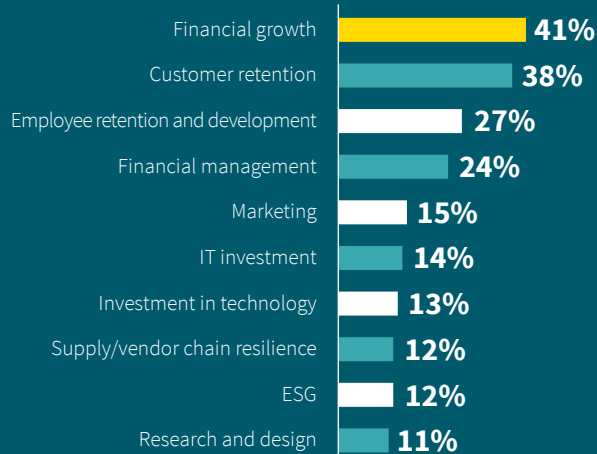 Financial growth 41%
Customer retention 38%
Employee retention and development 27%
Financial management 24%
Marketing 15%
IT investment 14%
Investment in technology 13%
Supply/vendor chain resilience 12%
ESG 12%
Research and design 11%